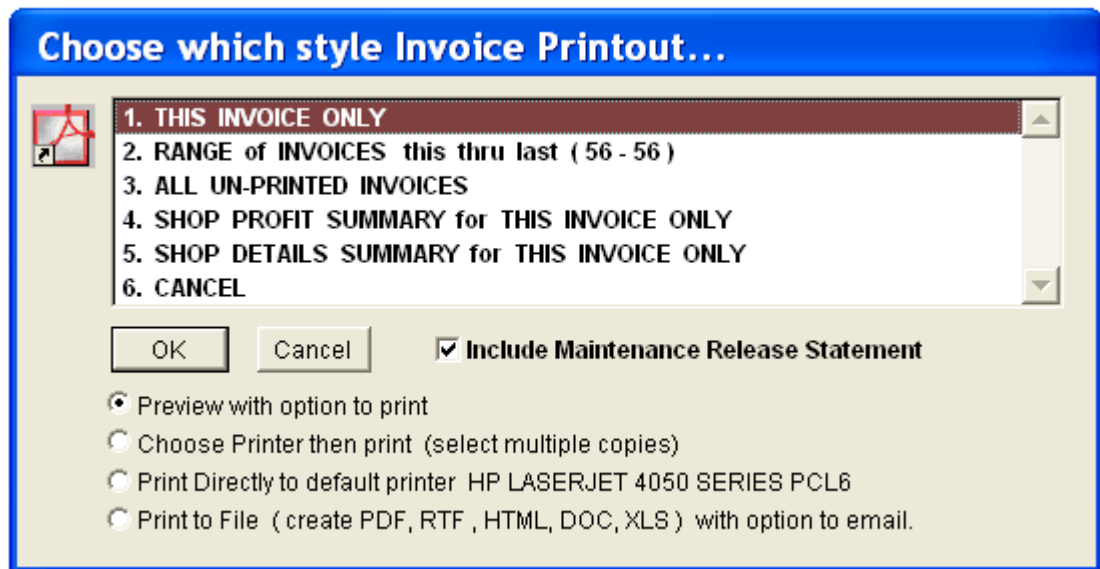 Choose which style Invoice Printout...
1. THIS INVOICE ONLY
2. RANGE of INVOICES this thru last ( 56 - 56 )
3. ALL UN-PRINTED INVOICES
4. SHOP PROFIT SUMMARY for THIS INVOICE ONLY
5. SHOP DETAILS SUMMARY for THIS INVOICE ONLY
6. CANCEL
OK Cancel Include Maintenance Release Statement
Preview with option to print
Choose Printer then print (select multiple copies)
Print Directly to default printer HP LASERJET 4050 SERIES PCL6
Print to File ( create PDF, RTF , HTML, DOC, XLS ) with option to email.